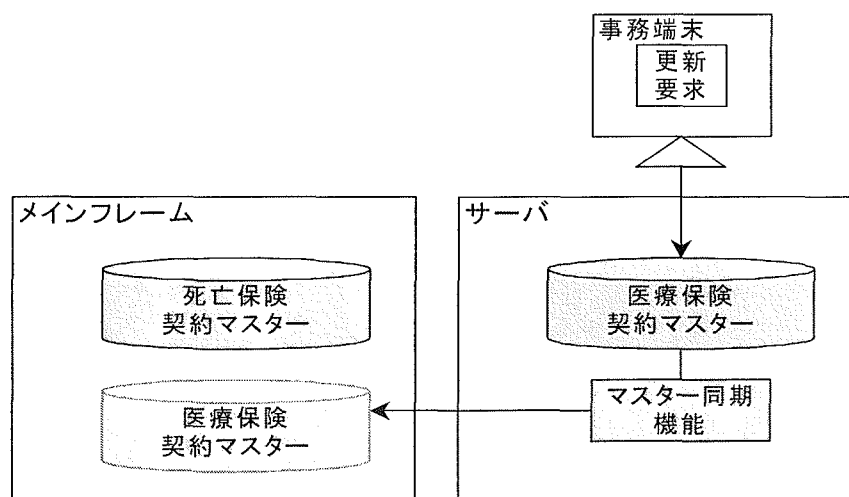 事務端末
更新
要求
メインフレーム
サーバ
死亡保険
契約マスター
医療保険
契約マスター
医療保険
契約マスター
マスター同期
機能